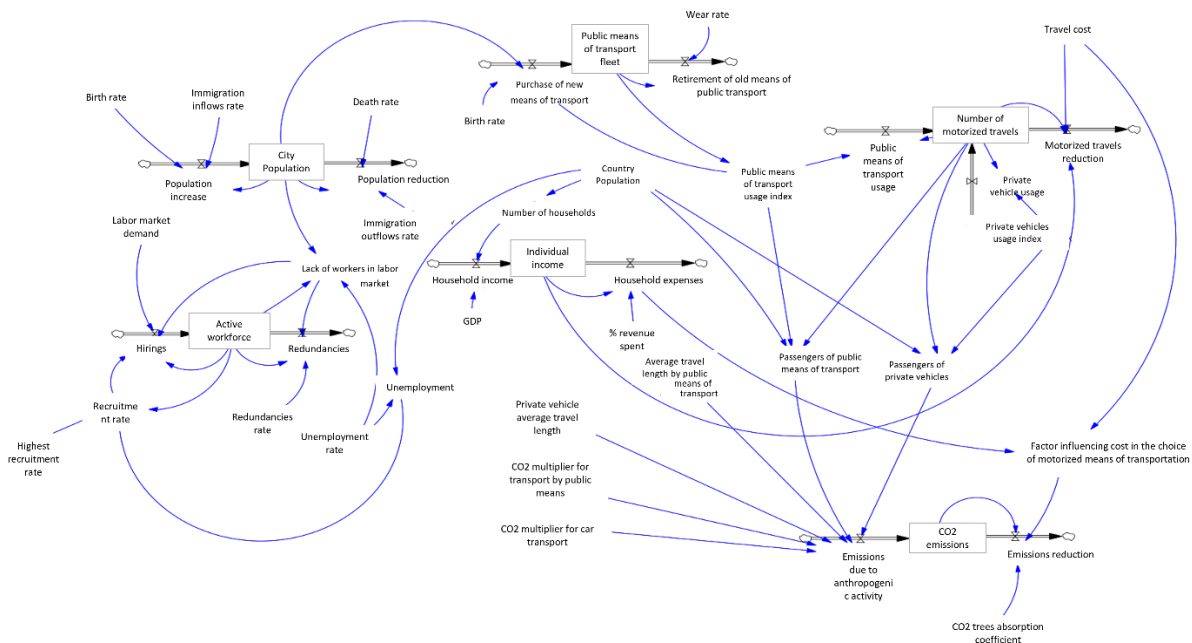 Wear rate
Travel cost
Public means
of transport
fleet
Purchase of new
means of transport
Retirement of old means of
public transport
Birth rate
Birth rate
Immigration
inflows rate
Death rate
City
Population
Population
increase
Population reduction
Immigration
outflows rate
Number of
motorized travels
Public
means of
transport
usage
Motorized travels
reduction
Private
vehicle usage
Private vehicles
usage index
Public means
of transport
usage index
Country
Population
Number of households
Labor market
demand
Lack of workers in labor
market
Individual
income
Household income
Household expenses
GDP
% revenue
spent
Active
workforce
Hirings
Redundancies
Recruitme
nt rate
Redundancies
rate
Highest
recruitment
rate
Unemployment
rate
Unemployment
Average travel
length by public
means of
transport
Passengers of public
means of transport
Passengers of
private vehicles
Private vehicle
average travel
length
CO2 multiplier for
transport by public
means
CO2 multiplier for car
transport
Factor influencing cost in the choice
of motorized means of transportation
CO2
emissions
Emissions
due to
anthropogeni
c activity
Emissions reduction
CO2 trees absorption
coefficient